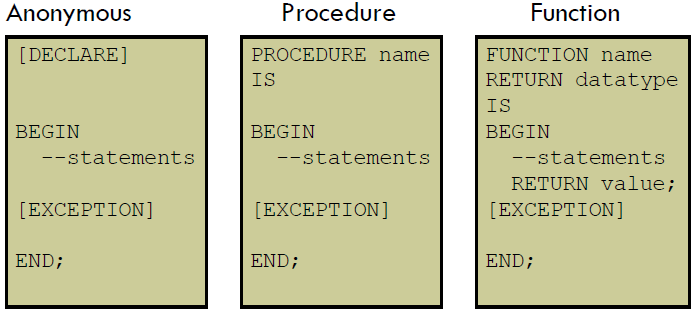 Anonymous
[DECLARE]
BEGIN
--statements
[EXCEPTION]
END;
Procedure
PROCEDURE name
IS
BEGIN
--statements
[EXCEPTION]
END;
Function
FUNCTION name
RETURN datatype
IS
BEGIN
--statements
RETURN value;
[EXCEPTION]
END;